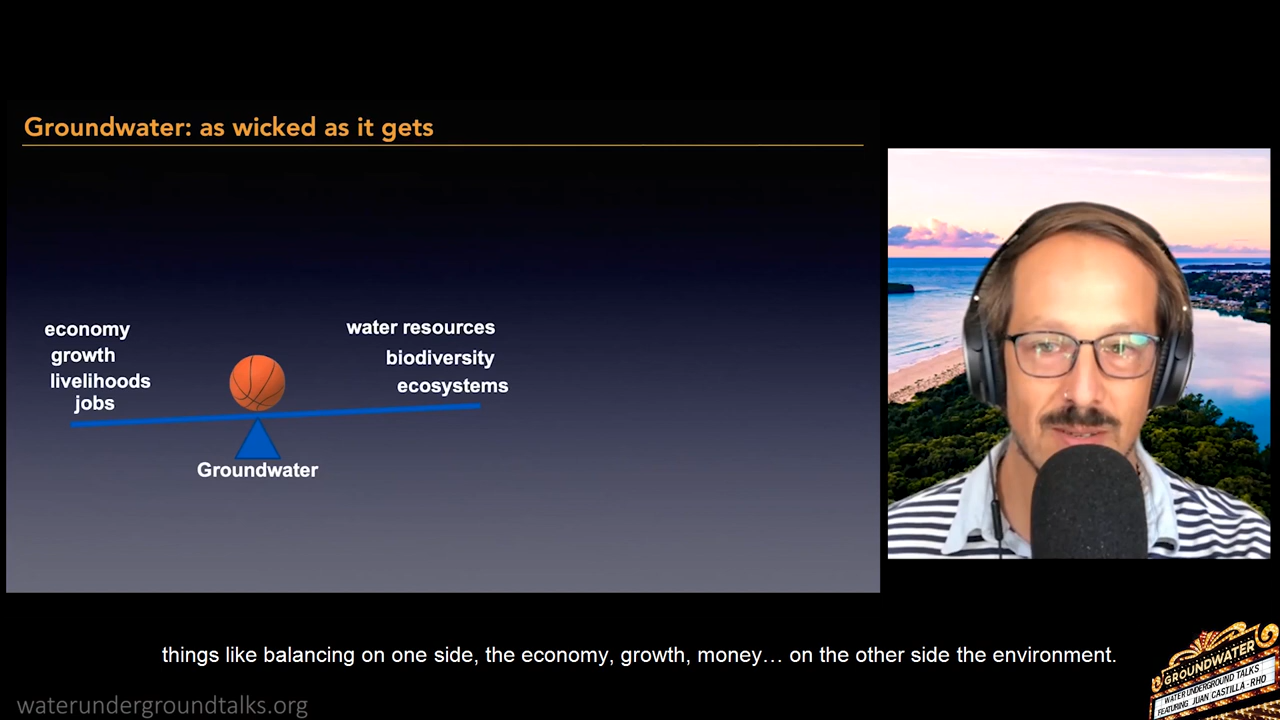 Groundwater: as wicked as it gets
economy
growth
livelihoods
jobs
water resources
biodiversity
ecosystems
Groundwater
things like balancing on one side, the economy, growth, money… on the other side the environment.
waterundergroundtalks.org
GROUNDWATER
WATER UNDERGROUND TALKS
FEATURING JUAN CASTILLA-RHO